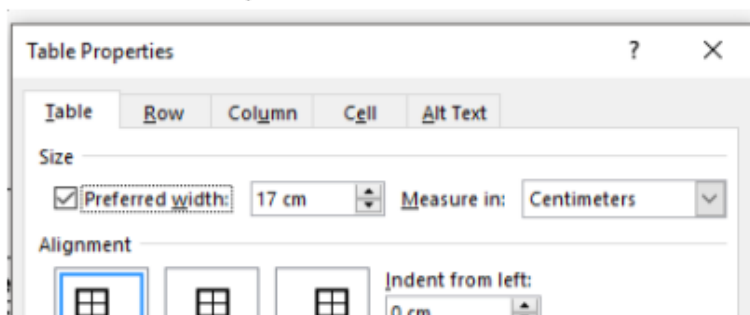 Table Properties ?
Table Row Column Cell Alt Text
Size
Preferred width: 17 cm Measure in: Centimeters
Alignment
Indent from left:
0 cm